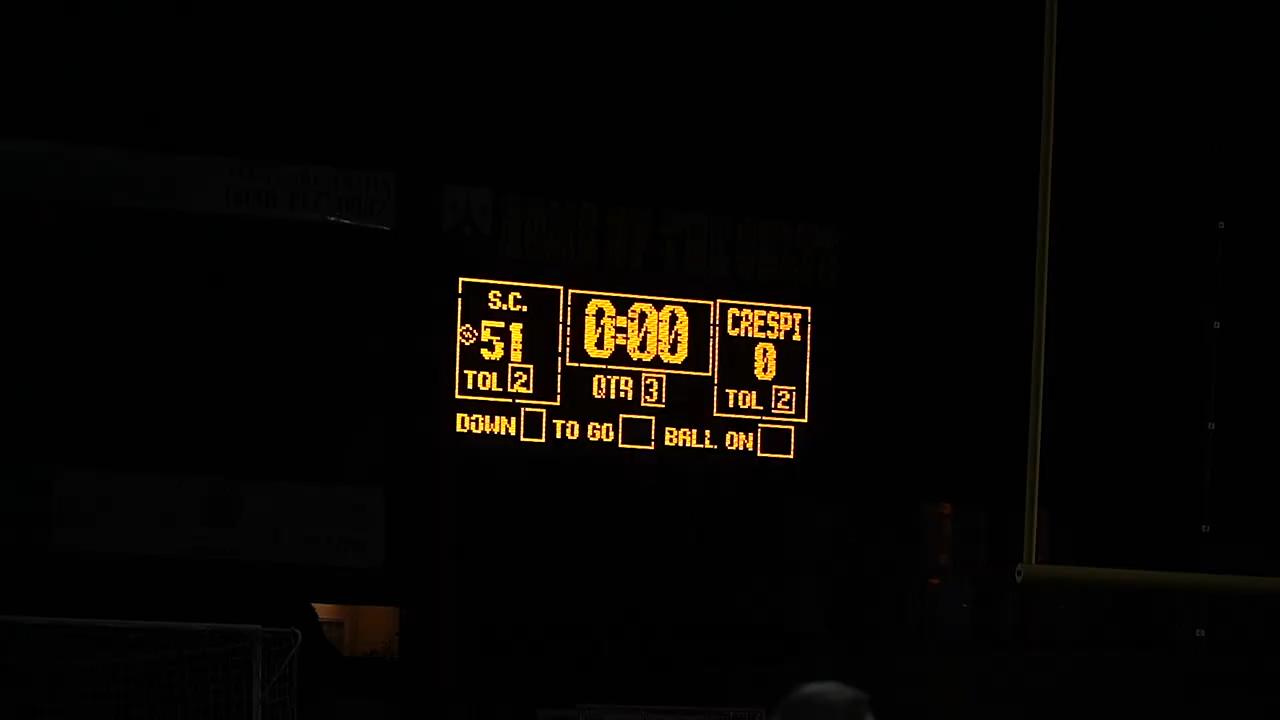 S.C.
51
TOL 2
0:00
QTR 3
CRESPI
0
TOL 2
DOWN TO GO BALL ON